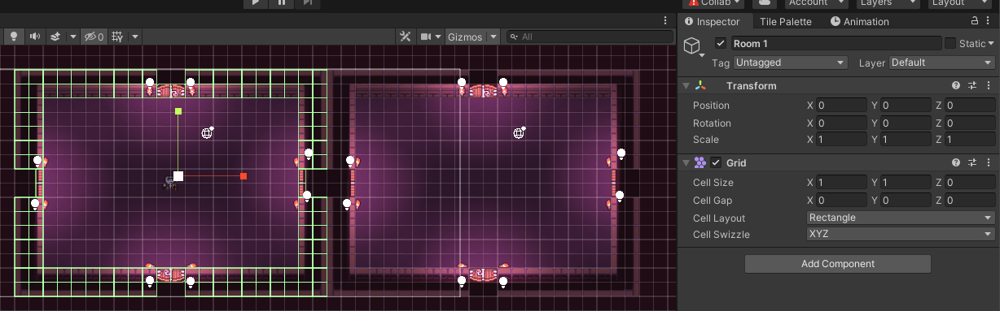 Collab
Account
Layers
Layout
Inspector
Tile Palette
Animation
0
Gizmos
All
Room 1
Static
Tag Untagged
Layer Default
Transform
Position X 0 Y 0 Z 0
Rotation X 0 Y 0 Z 0
Scale X 1 Y 1 Z 1
Grid
Cell Size X 1 Y 1 Z 0
Cell Gap X 0 Y 0 Z 0
Cell Layout Rectangle
Cell Swizzle XYZ
Add Component